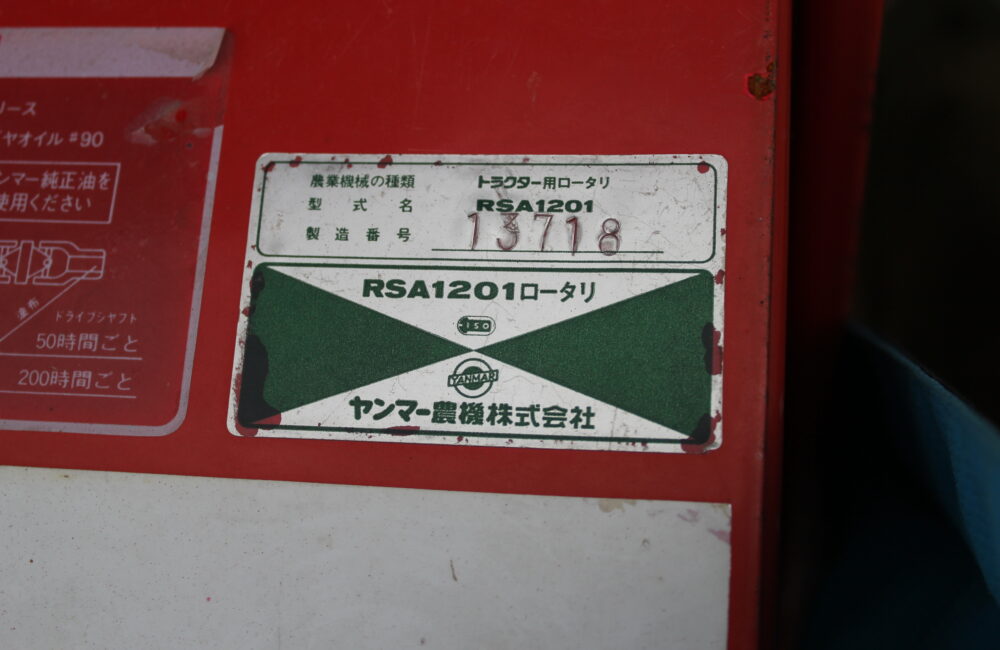 リース
ヤオイル #90
ンマー純正油を
使用ください
塗布
ドライブシャフト
50時間ごと
200時間ごと
農業機械の種類 トラクター用ロータリ
型式名 RSA1201
製造番号 13718
RSA1201ロータリ
ISO
YANMAR
ヤンマー農機株式会社